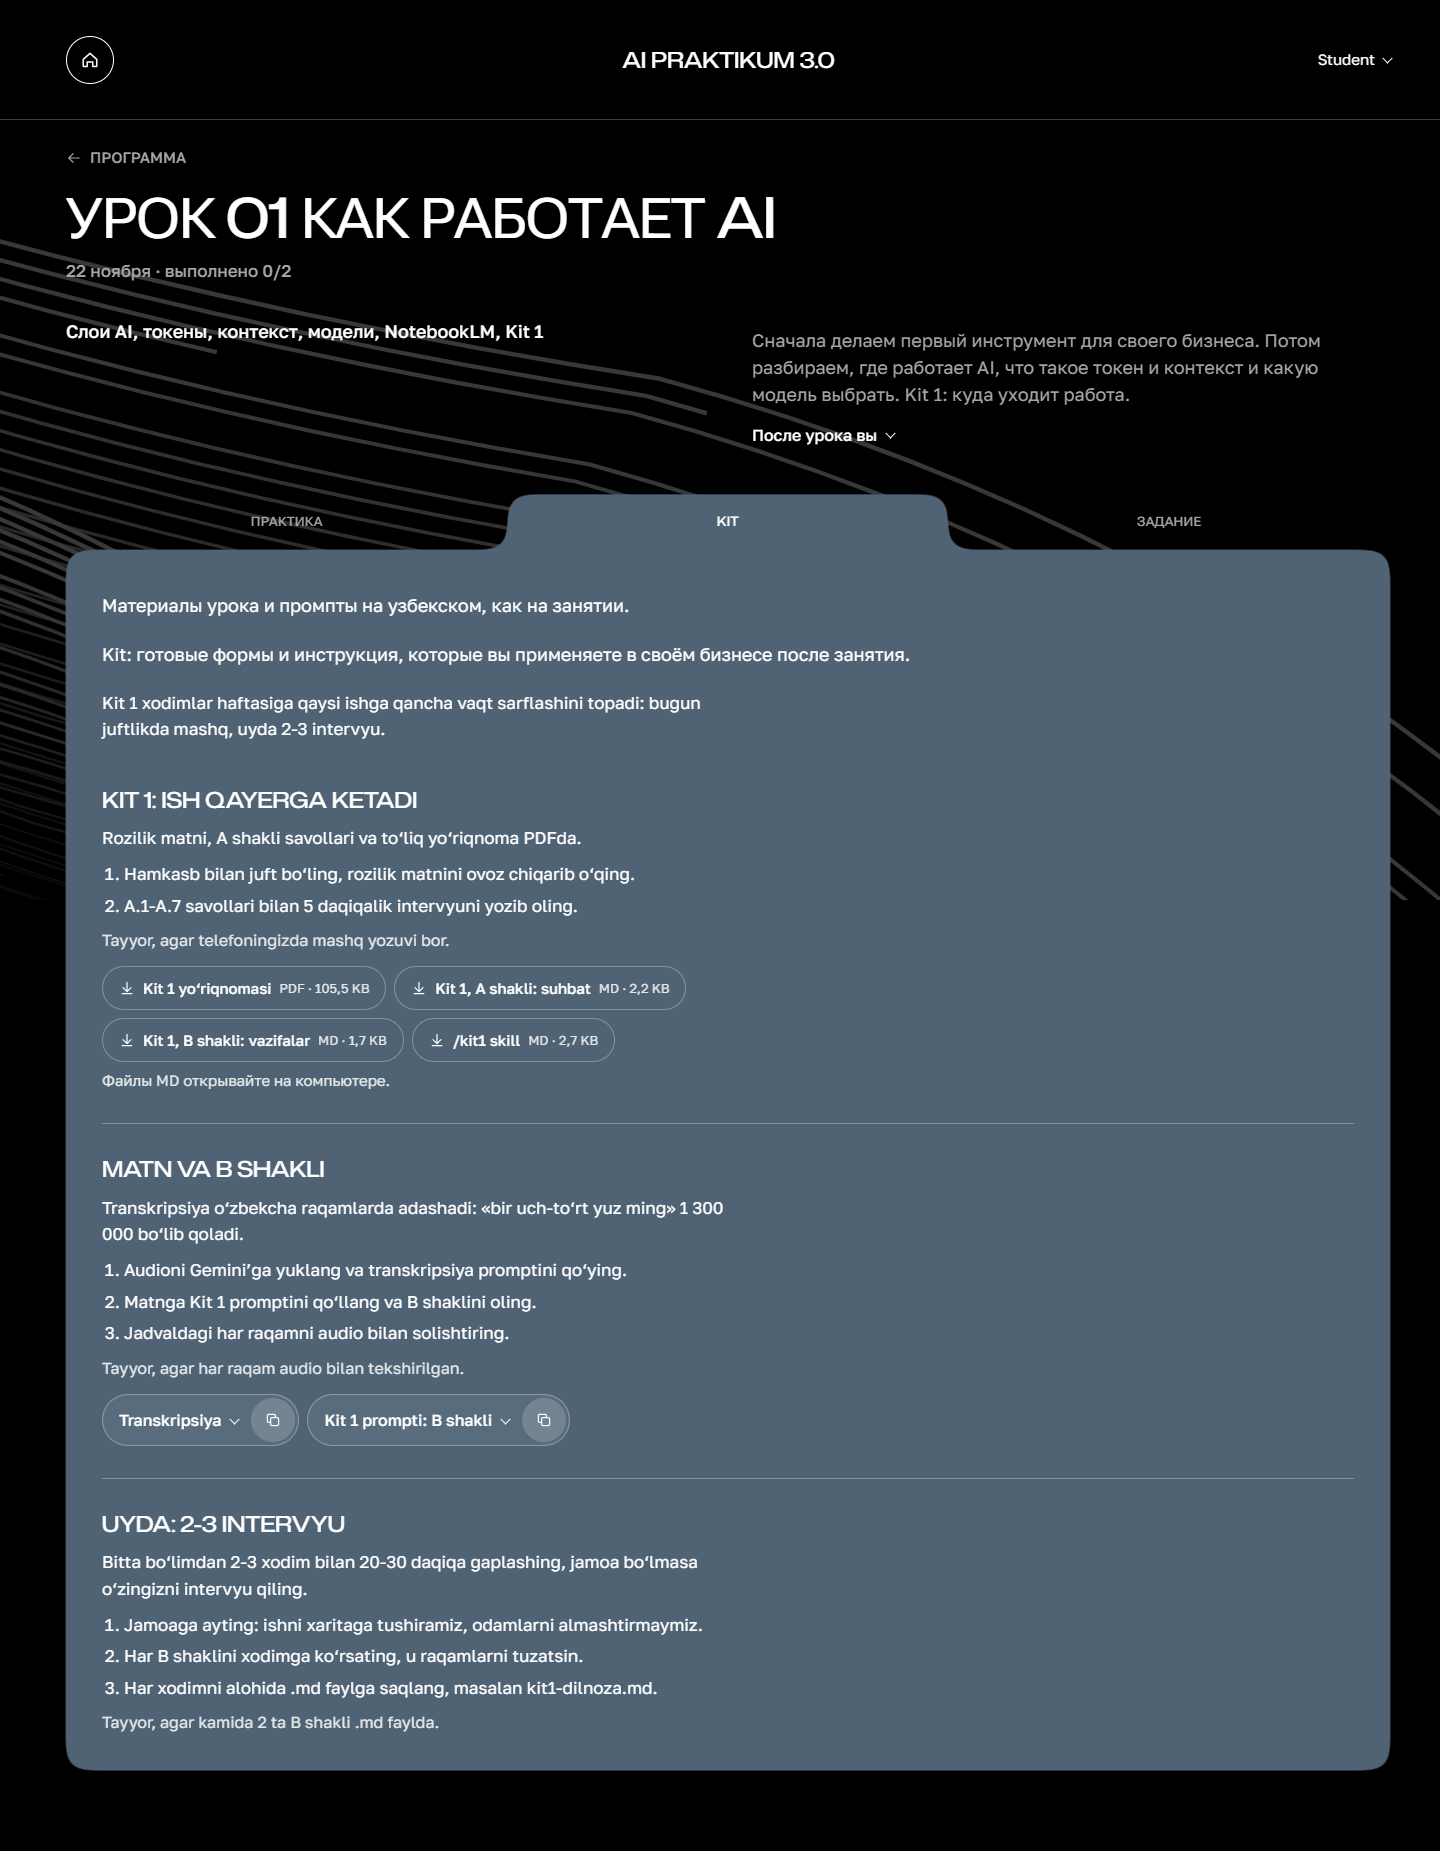 AI PRAKTIKUM 3.0
Student
ПРОГРАММА
УРОК 01 КАК РАБОТАЕТ AI
22 ноября · выполнено 0/2
Слои AI, токены, контекст, модели, NotebookLM, Kit 1
Сначала делаем первый инструмент для своего бизнеса. Потом
разбираем, где работает AI, что такое токен и контекст и какую
модель выбрать. Kit 1: куда уходит работа.
После урока вы
ПРАКТИКА
KIT
ЗАДАНИЕ
Материалы урока и промпты на узбекском, как на занятии.
Kit: готовые формы и инструкция, которые вы применяете в своём бизнесе после занятия.
Kit 1 xodimlar haftasiga qaysi ishga qancha vaqt sarflashini topadi: bugun
juftlikda mashq, uyda 2-3 intervyu.
KIT 1: ISH QAYERGA KETADI
Rozilik matni, A shakli savollari va toʻliq yoʻriqnoma PDFda.
1. Hamkasb bilan juft boʻling, rozilik matnini ovoz chiqarib oʻqing.
2. A.1-A.7 savollari bilan 5 daqiqalik intervyuni yozib oling.
Tayyor, agar telefoningizda mashq yozuvi bor.
Kit 1 yoʻriqnomasi PDF · 105,5 KB
Kit 1, A shakli: suhbat MD · 2,2 KB
Kit 1, B shakli: vazifalar MD · 1,7 KB
/kit1 skill MD · 2,7 KB
Файлы MD открывайте на компьютере.
MATN VA B SHAKLI
Transkripsiya oʻzbekcha raqamlarda adashadi: «bir uch-toʻrt yuz ming» 1 300
000 boʻlib qoladi.
1. Audioni Geminiʼga yuklang va transkripsiya promptini qoʻying.
2. Matnga Kit 1 promptini qoʻllang va B shaklini oling.
3. Jadvaldagi har raqamni audio bilan solishtiring.
Tayyor, agar har raqam audio bilan tekshirilgan.
Transkripsiya
Kit 1 prompti: B shakli
UYDA: 2-3 INTERVYU
Bitta boʻlimdan 2-3 xodim bilan 20-30 daqiqa gaplashing, jamoa boʻlmasa
oʻzingizni intervyu qiling.
1. Jamoaga ayting: ishni xaritaga tushiramiz, odamlarni almashtirmaymiz.
2. Har B shaklini xodimga koʻrsating, u raqamlarni tuzatsin.
3. Har xodimni alohida .md faylga saqlang, masalan kit1-dilnoza.md.
Tayyor, agar kamida 2 ta B shakli .md faylda.